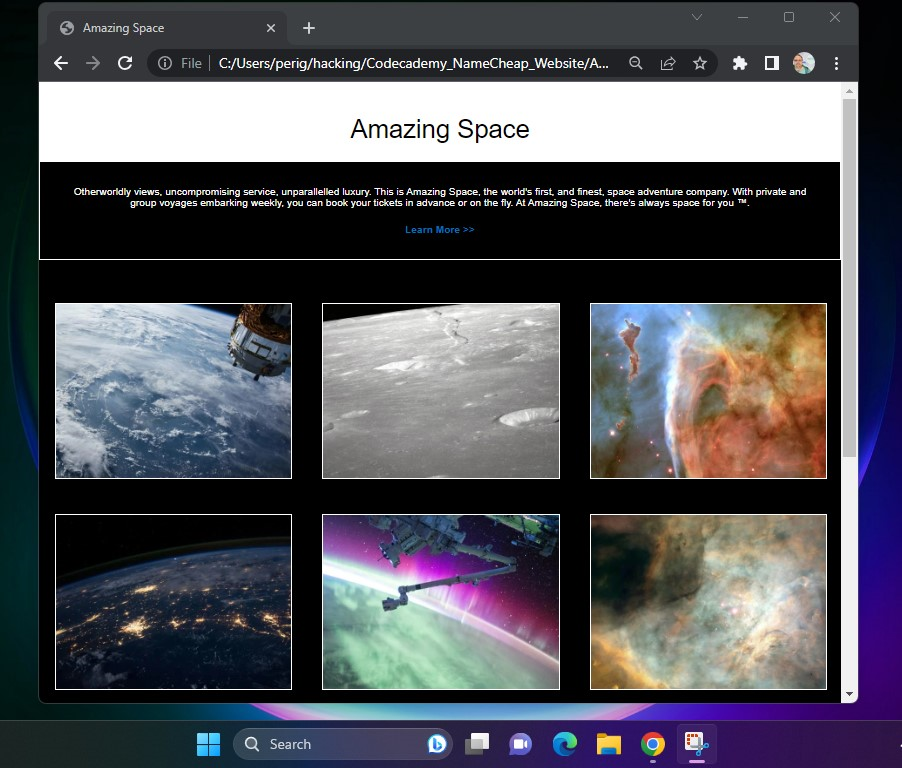 Amazing Space
File
C:/Users/perig/hacking/Codecademy_NameCheap_Website/A...
Amazing Space
Otherworldly views, uncompromising service, unparallelled luxury. This is Amazing Space, the world's first, and finest, space adventure company. With private and
group voyages embarking weekly, you can book your tickets in advance or on the fly. At Amazing Space, there's always space for you ™.
Learn More >>
Search